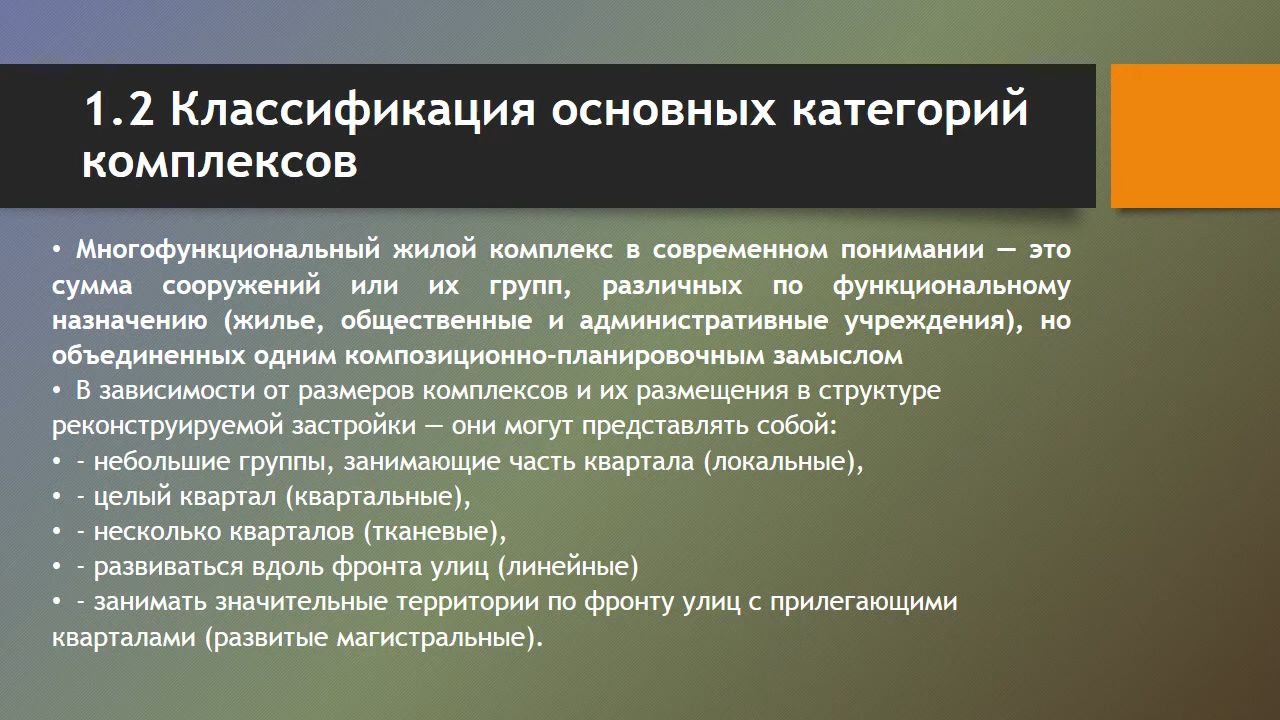 1.2 Классификация основных категорий
комплексов
• Многофункциональный жилой комплекс в современном понимании — это
сумма сооружений или их групп, различных по функциональному
назначению (жилье, общественные и административные учреждения), но
объединенных одним композиционно-планировочным замыслом
• В зависимости от размеров комплексов и их размещения в структуре
реконструируемой застройки — они могут представлять собой:
• - небольшие группы, занимающие часть квартала (локальные),
• - целый квартал (квартальные),
• - несколько кварталов (тканевые),
• - развиваться вдоль фронта улиц (линейные)
• - занимать значительные территории по фронту улиц с прилегающими
кварталами (развитые магистральные).